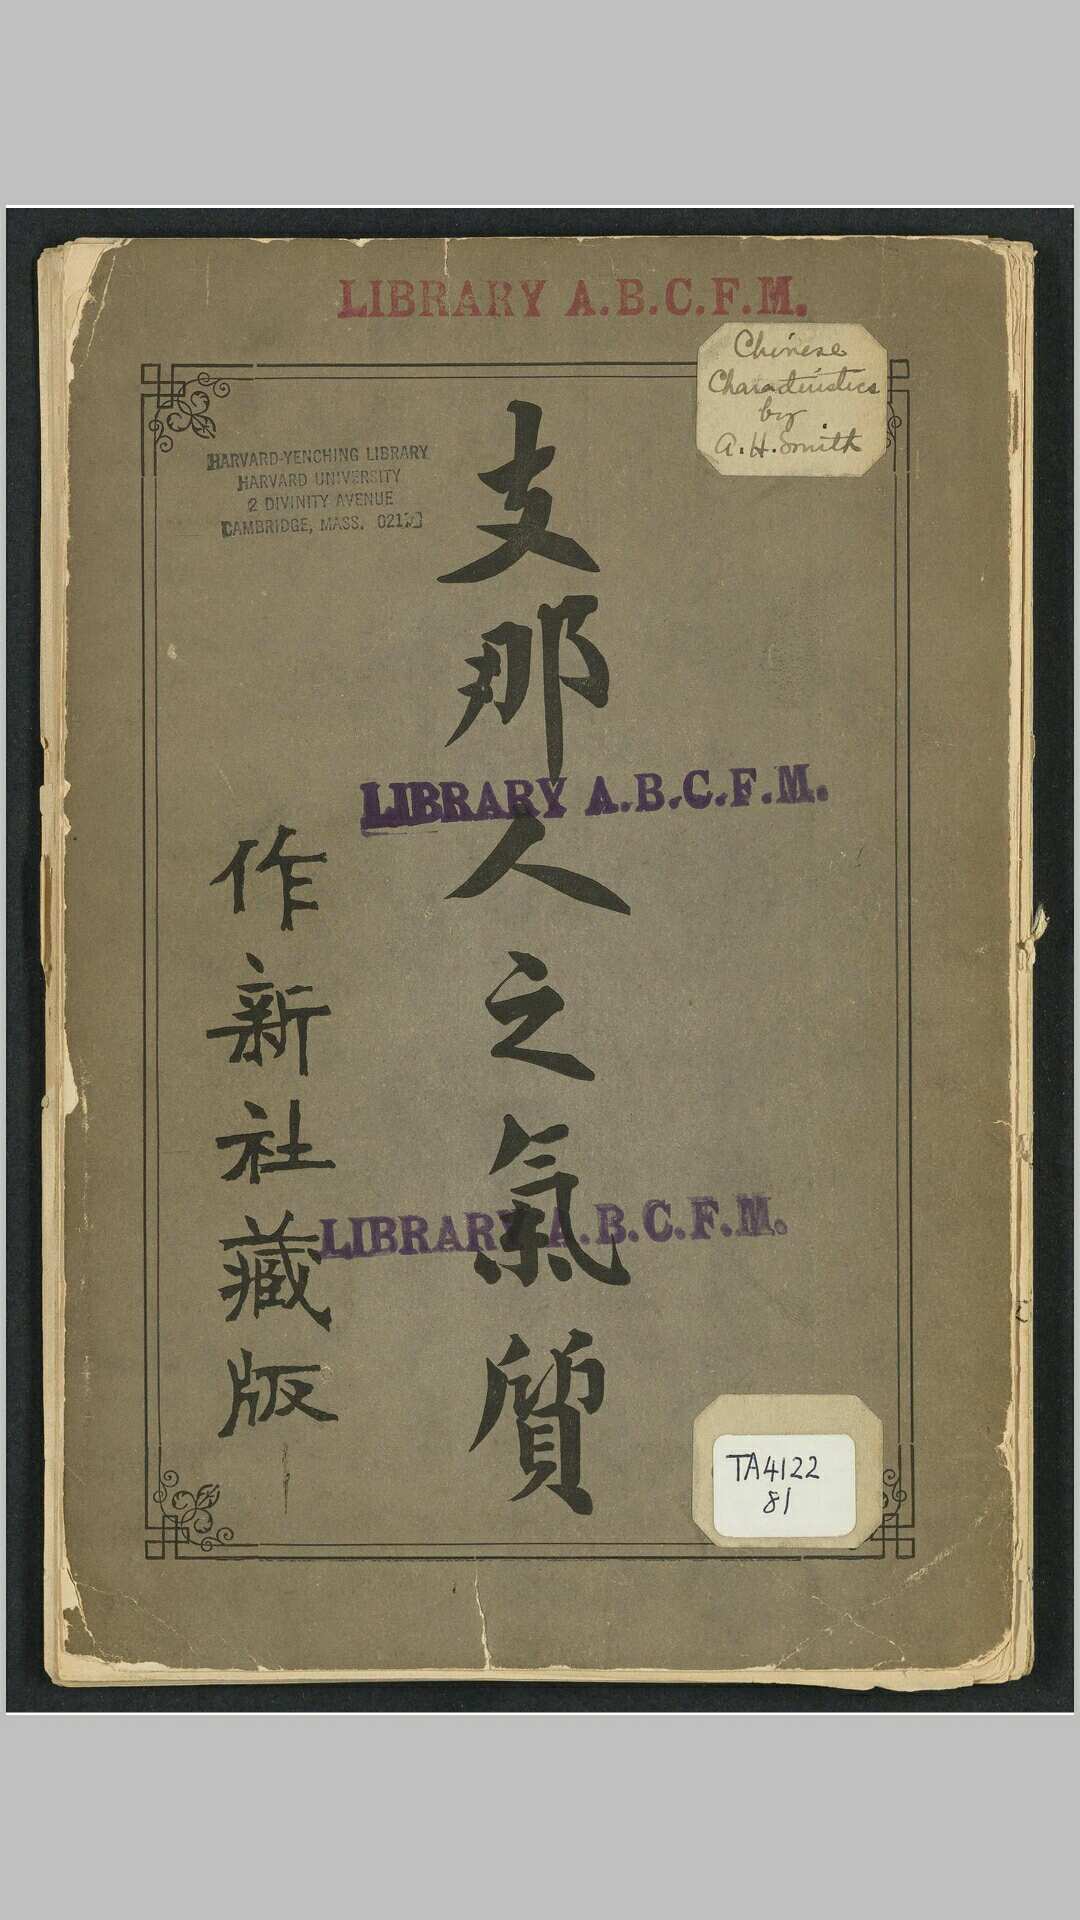 LIBRARY A.B.C.F.M.
Chinese
Characteristics
by
A.H. Smith
HARVARD-YENCHING LIBRARY
HARVARD UNIVERSITY
2 DIVINITY AVENUE
CAMBRIDGE, MASS.
支那人之氣質
LIBRARY A.B.C.F.M.
作新社藏版
LIBRARY A.B.C.F.M.
TA4122
81